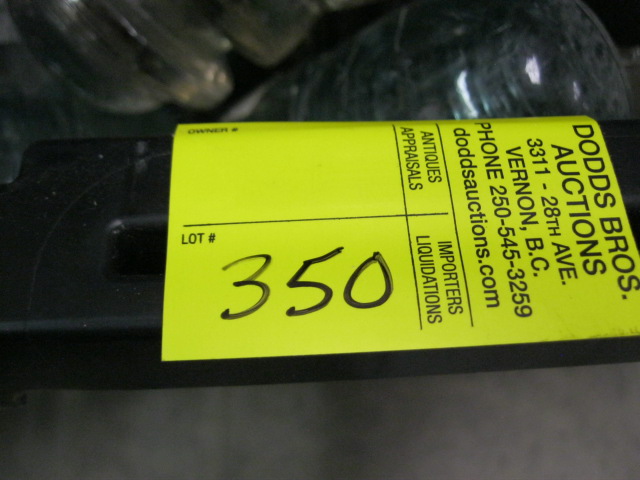 OWNER #
LOT #
350
ANTIQUES
APPRAISALS
IMPORTERS
LIQUIDATIONS
DODDS BROS.
AUCTIONS
3311 - 28TH AVE.
VERNON, B.C.
PHONE 250-545-3259
doddsauctions.com